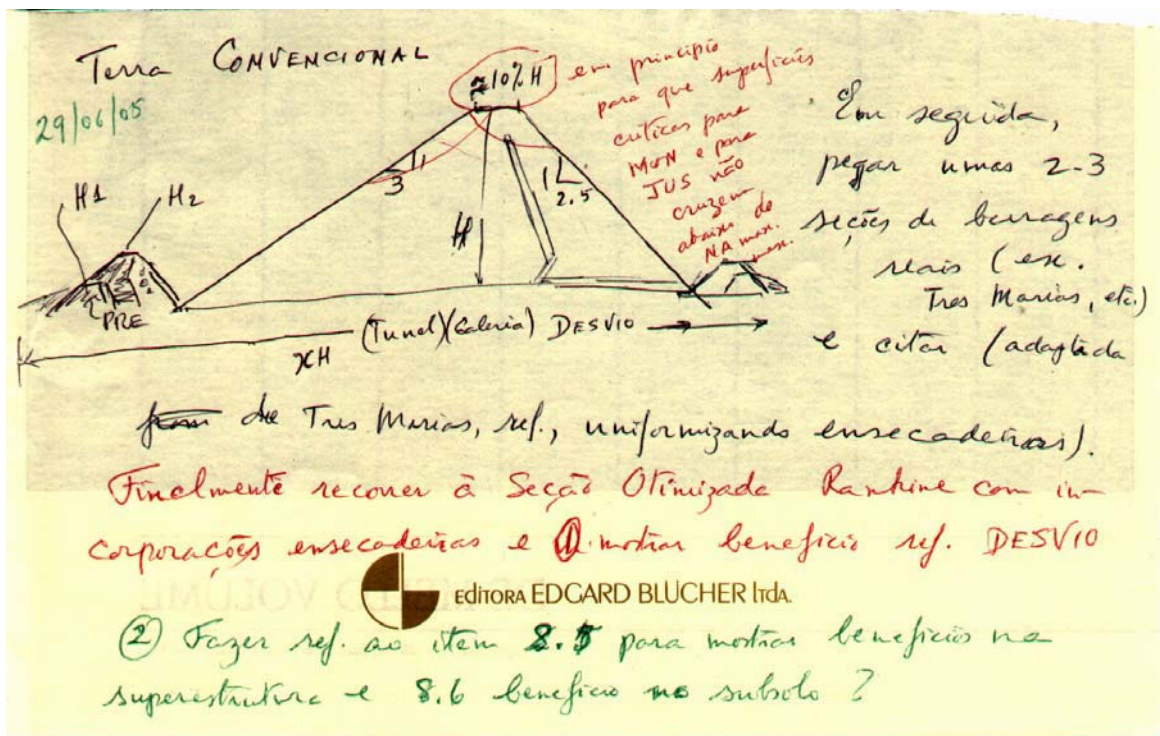 Terra CONVENCIONAL
29/06/05
≈10% H
em princípio
para que superfícies
críticas para
MON e para
JUS não
cruzem
abaixo do
NA max.
max.
Em seguida,
pegar umas 2-3
seções de barragens
reais (ex.
Tres Marias, etc.)
e citar (adaptada
H1
H2
1
3
1
2.5
H
PRE
(Tunel)(Galeria) DESVIO
xH
de Tres Marias, ref., uniformizando ensecadeiras).
Finalmente recorrer à Seção Otimizada Rankine com in-
corporações ensecadeiras e ① mostrar benefício ref. DESVIO
EDITORA EDGARD BLÜCHER LTDA.
② Fazer ref. ao item 8.5 para mostrar benefícios na
superestrutura e 8.6 benefício no subsolo ?